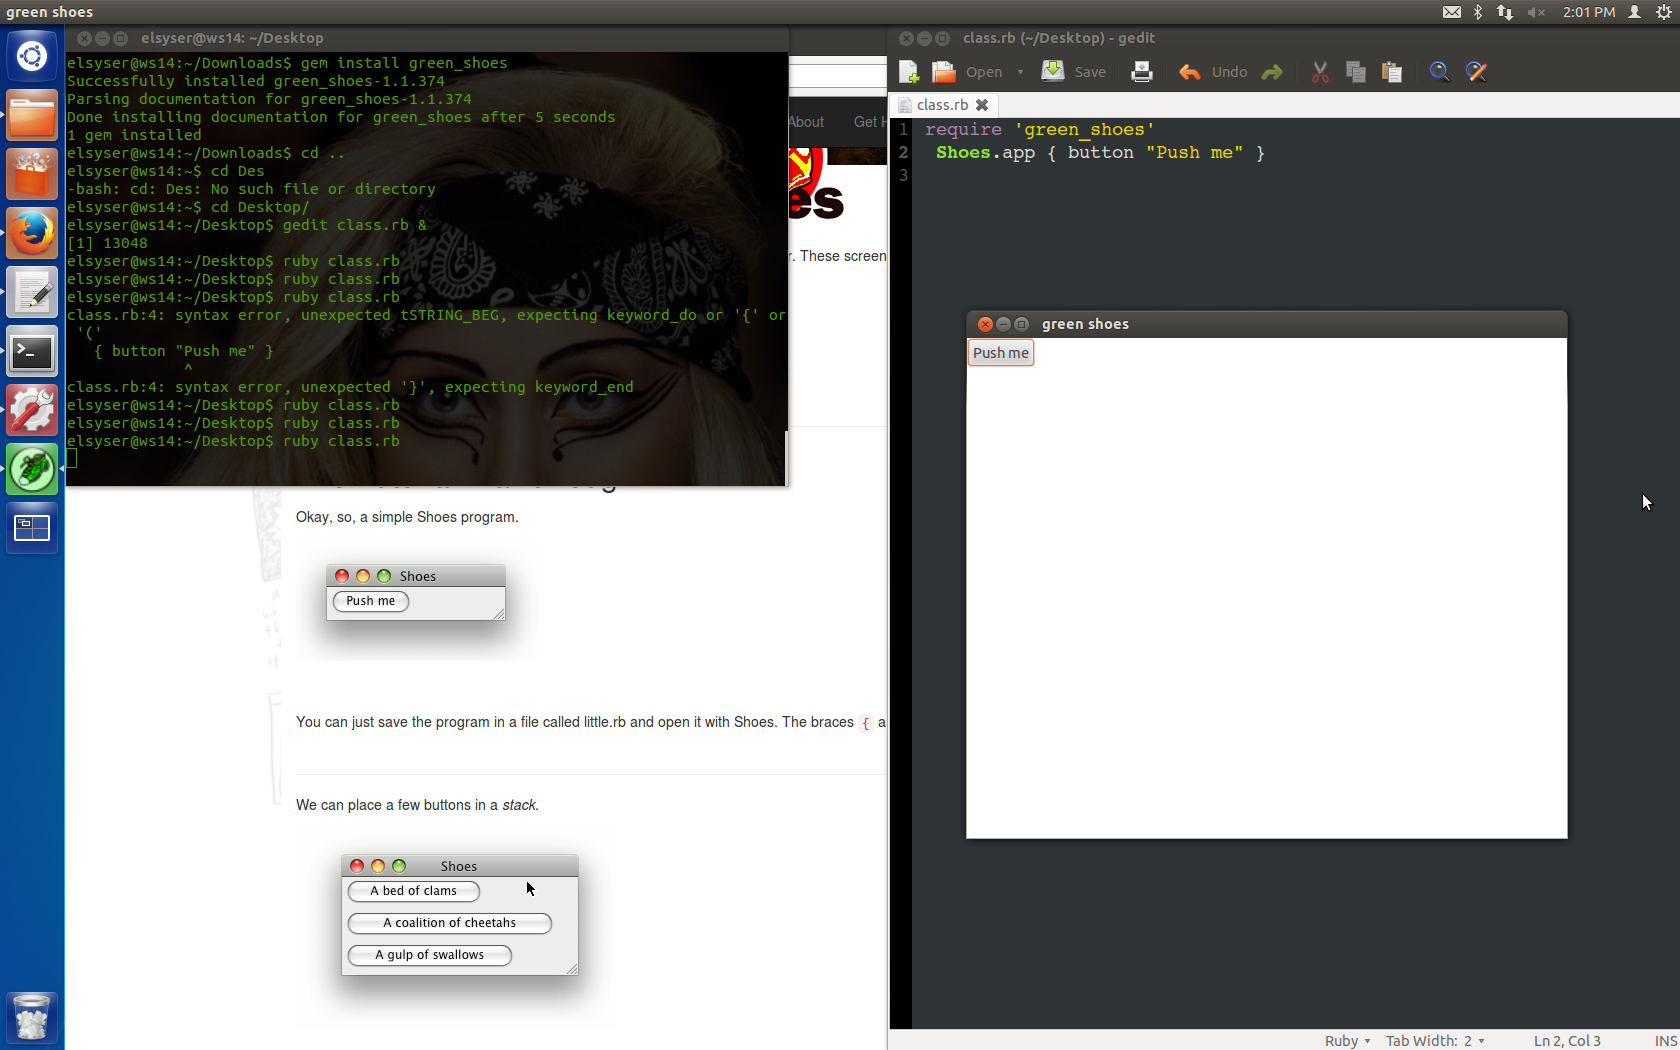 green shoes
2:01 PM
elsyser@ws14: ~/Desktop
elsyser@ws14:~/Downloads$ gem install green_shoes
Successfully installed green_shoes-1.1.374
Parsing documentation for green_shoes-1.1.374
Done installing documentation for green_shoes after 5 seconds
1 gem installed
elsyser@ws14:~/Downloads$ cd ..
elsyser@ws14:~$ cd Des
-bash: cd: Des: No such file or directory
elsyser@ws14:~$ cd Desktop/
elsyser@ws14:~/Desktop$ gedit class.rb &
[1] 13048
elsyser@ws14:~/Desktop$ ruby class.rb
elsyser@ws14:~/Desktop$ ruby class.rb
elsyser@ws14:~/Desktop$ ruby class.rb
class.rb:4: syntax error, unexpected tSTRING_BEG, expecting keyword_do or '{' or
'('
{ button "Push me" }
^
class.rb:4: syntax error, unexpected '}', expecting keyword_end
elsyser@ws14:~/Desktop$ ruby class.rb
elsyser@ws14:~/Desktop$ ruby class.rb
elsyser@ws14:~/Desktop$ ruby class.rb
About Get H
es
r. These screen
Okay, so, a simple Shoes program.
Shoes
Push me
You can just save the program in a file called little.rb and open it with Shoes. The braces { a
We can place a few buttons in a stack.
Shoes
A bed of clams
A coalition of cheetahs
A gulp of swallows
class.rb (~/Desktop) - gedit
Open Save Undo
class.rb
1 require 'green_shoes'
2 Shoes.app { button "Push me" }
3
green shoes
Push me
Ruby Tab Width: 2 Ln 2, Col 3 INS